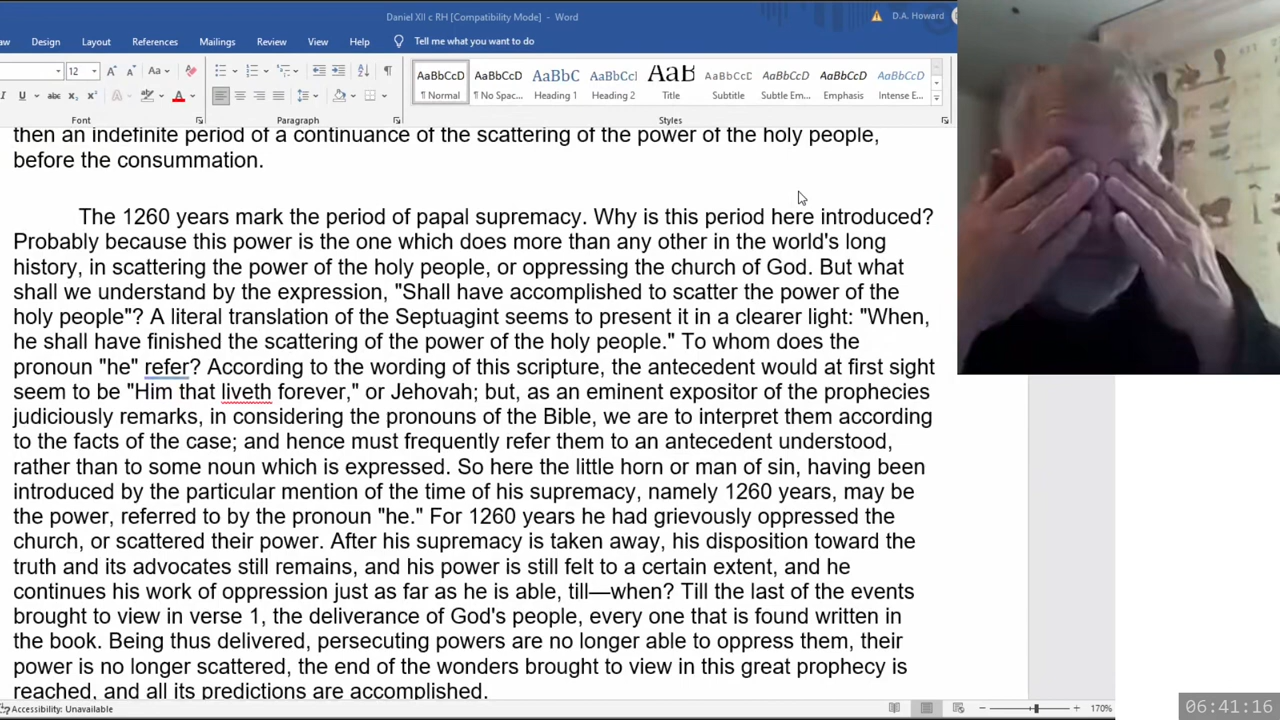 Daniel XII c RH [Compatibility Mode] - Word
D.A. Howard
aw Design Layout References Mailings Review View Help Tell me what you want to do
12 A A Aa A
I U abc x₂ x² A A
AaBbCcD AaBbCcD AaBbC AaBbCcI AaB AaBbCcD AaBbCcD AaBbCcD AaBbCcD
¶ Normal ¶ No Spac... Heading 1 Heading 2 Title Subtitle Subtle Em... Emphasis Intense E...
Font Paragraph Styles
then an indefinite period of a continuance of the scattering of the power of the holy people,
before the consummation.
The 1260 years mark the period of papal supremacy. Why is this period here introduced?
Probably because this power is the one which does more than any other in the world's long
history, in scattering the power of the holy people, or oppressing the church of God. But what
shall we understand by the expression, "Shall have accomplished to scatter the power of the
holy people"? A literal translation of the Septuagint seems to present it in a clearer light: "When,
he shall have finished the scattering of the power of the holy people." To whom does the
pronoun "he" refer? According to the wording of this scripture, the antecedent would at first sight
seem to be "Him that liveth forever," or Jehovah; but, as an eminent expositor of the prophecies
judiciously remarks, in considering the pronouns of the Bible, we are to interpret them according
to the facts of the case; and hence must frequently refer them to an antecedent understood,
rather than to some noun which is expressed. So here the little horn or man of sin, having been
introduced by the particular mention of the time of his supremacy, namely 1260 years, may be
the power, referred to by the pronoun "he." For 1260 years he had grievously oppressed the
church, or scattered their power. After his supremacy is taken away, his disposition toward the
truth and its advocates still remains, and his power is still felt to a certain extent, and he
continues his work of oppression just as far as he is able, till—when? Till the last of the events
brought to view in verse 1, the deliverance of God's people, every one that is found written in
the book. Being thus delivered, persecuting powers are no longer able to oppress them, their
power is no longer scattered, the end of the wonders brought to view in this great prophecy is
reached, and all its predictions are accomplished.
Accessibility: Unavailable
170%
06:41:16